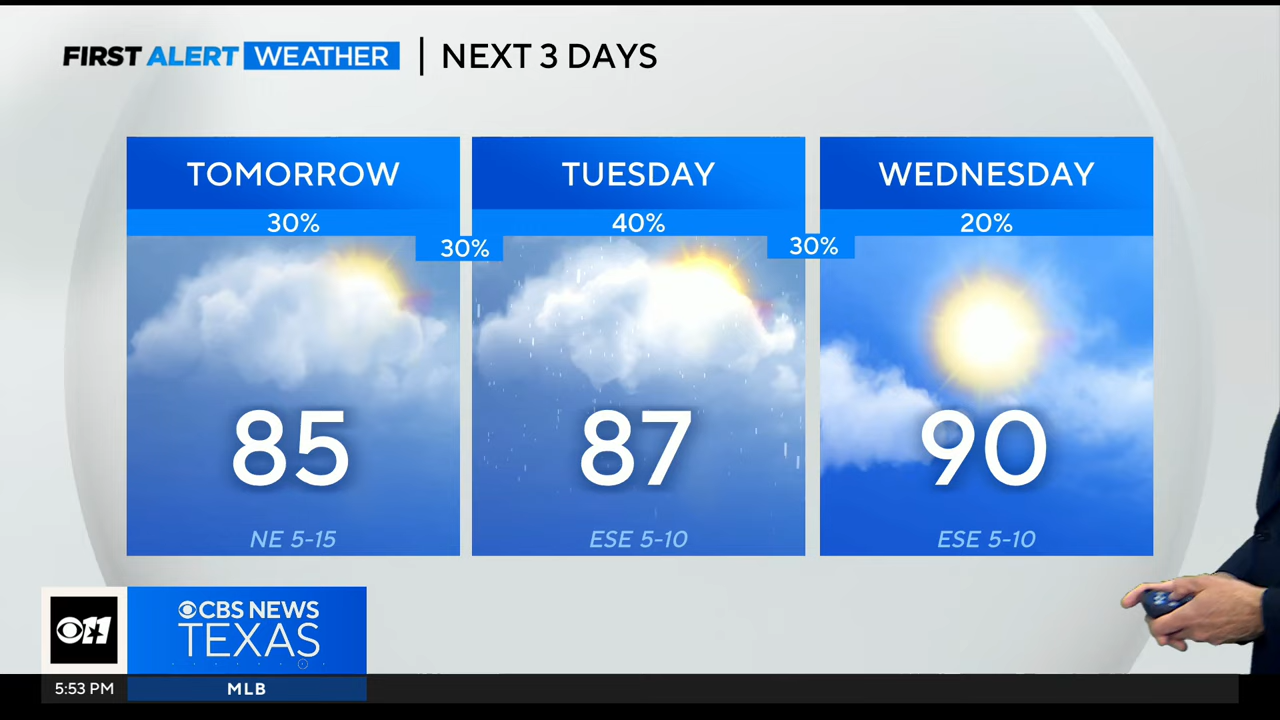 FIRST ALERT WEATHER | NEXT 3 DAYS
TOMORROW
30%
85
NE 5-15
30%
TUESDAY
40%
87
ESE 5-10
30%
WEDNESDAY
20%
90
ESE 5-10
11
CBS NEWS
TEXAS
5:53 PM
MLB